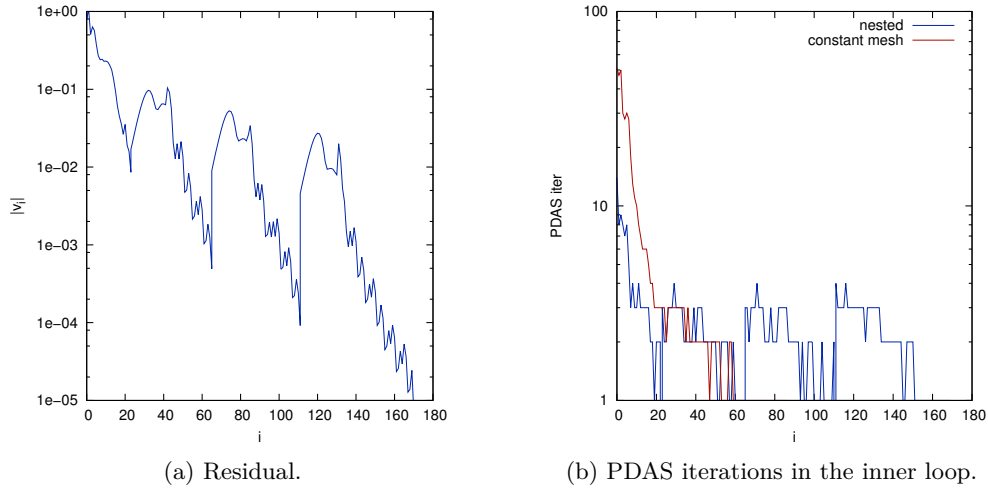 1e+00
1e−01
1e−02
1e−03
1e−04
1e−05
|vᵢ|
0 20 40 60 80 100 120 140 160 180
i
(a) Residual.
100
10
1
PDAS iter
nested
constant mesh
0 20 40 60 80 100 120 140 160 180
i
(b) PDAS iterations in the inner loop.